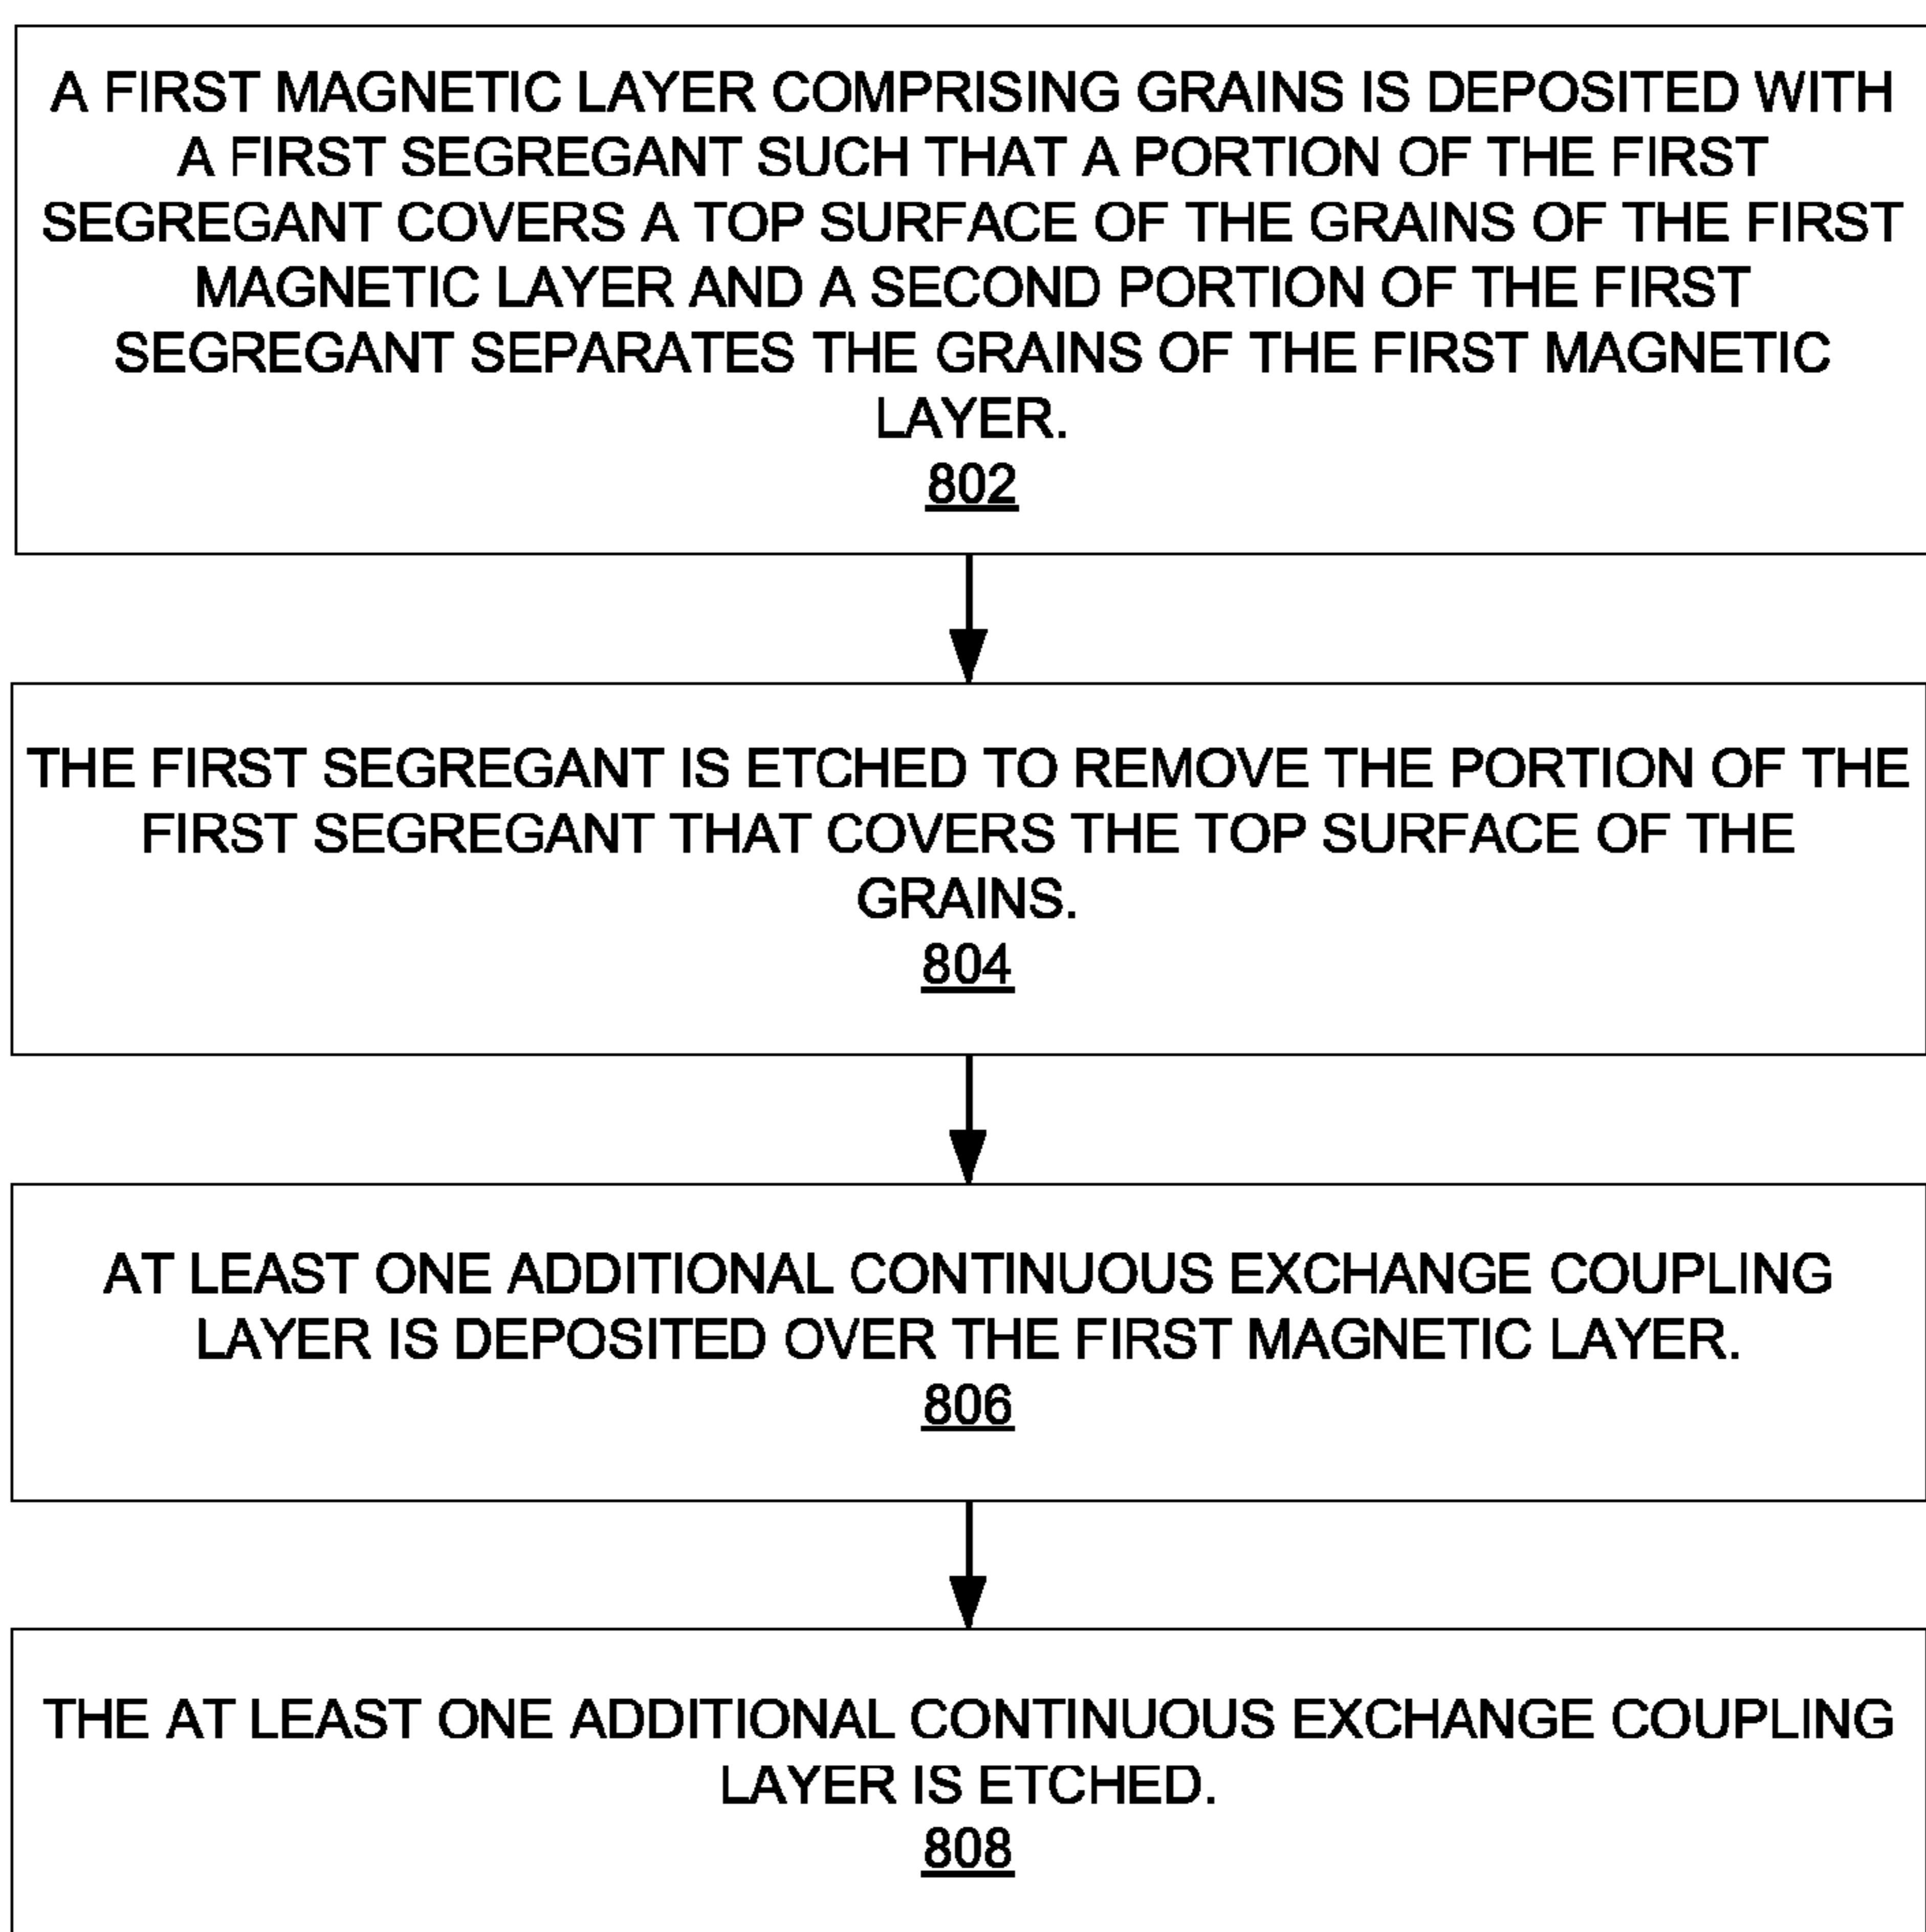 A FIRST MAGNETIC LAYER COMPRISING GRAINS IS DEPOSITED WITH
A FIRST SEGREGANT SUCH THAT A PORTION OF THE FIRST
SEGREGANT COVERS A TOP SURFACE OF THE GRAINS OF THE FIRST
MAGNETIC LAYER AND A SECOND PORTION OF THE FIRST
SEGREGANT SEPARATES THE GRAINS OF THE FIRST MAGNETIC
LAYER.
802
THE FIRST SEGREGANT IS ETCHED TO REMOVE THE PORTION OF THE
FIRST SEGREGANT THAT COVERS THE TOP SURFACE OF THE
GRAINS.
804
AT LEAST ONE ADDITIONAL CONTINUOUS EXCHANGE COUPLING
LAYER IS DEPOSITED OVER THE FIRST MAGNETIC LAYER.
806
THE AT LEAST ONE ADDITIONAL CONTINUOUS EXCHANGE COUPLING
LAYER IS ETCHED.
808